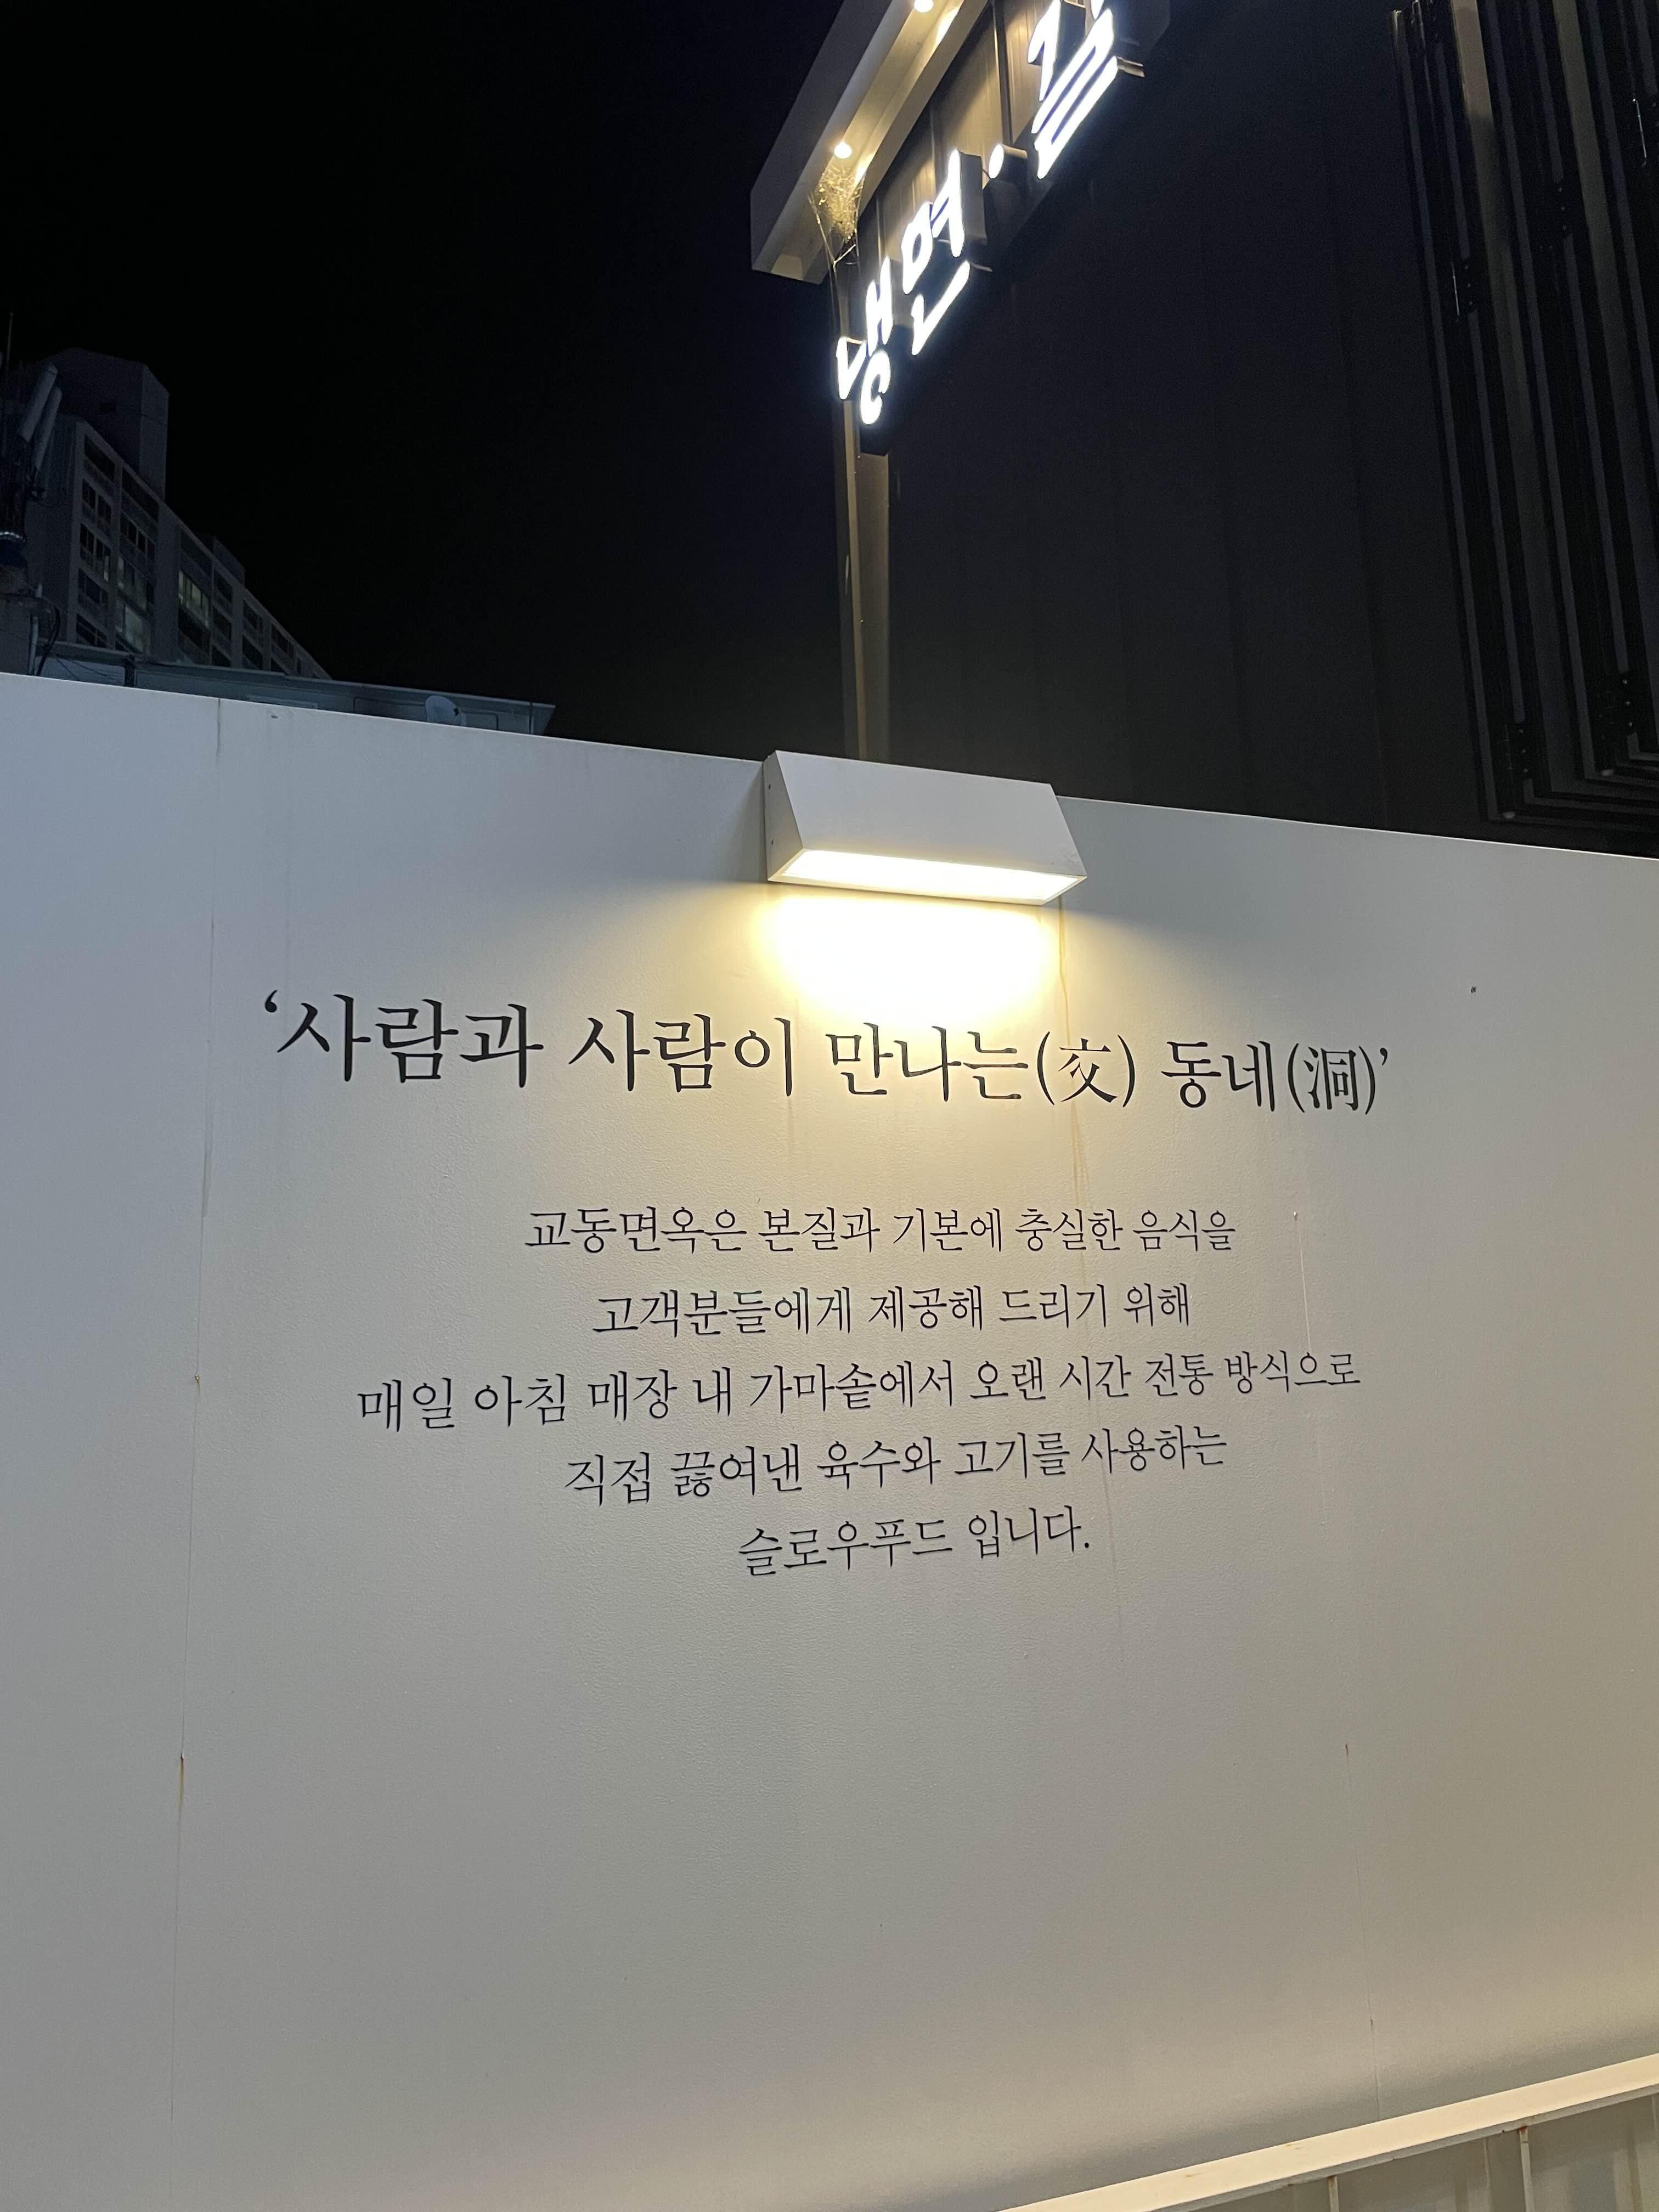 냉면·갈
‘사람과 사람이 만나는(交) 동네(洞)’
교동면옥은 본질과 기본에 충실한 음식을
고객분들에게 제공해 드리기 위해
매일 아침 매장 내 가마솥에서 오랜 시간 전통 방식으로
직접 끓여낸 육수와 고기를 사용하는
슬로우푸드 입니다.